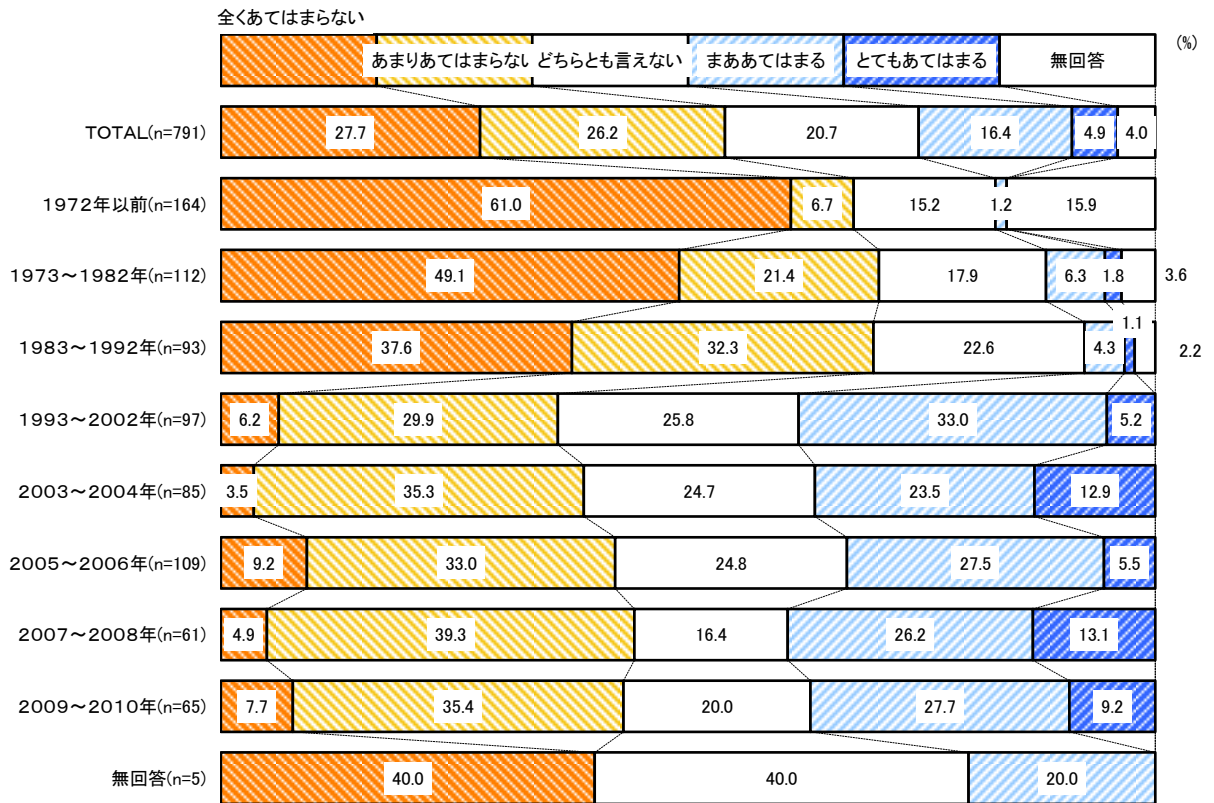 全くあてはまらない
あまりあてはまらない どちらとも言えない まああてはまる とてもあてはまる 無回答 (%)
TOTAL(n=791) 27.7 26.2 20.7 16.4 4.9 4.0
1972年以前(n=164) 61.0 6.7 15.2 1.2 15.9
1973～1982年(n=112) 49.1 21.4 17.9 6.3 1.8 3.6
1983～1992年(n=93) 37.6 32.3 22.6 4.3 1.1 2.2
1993～2002年(n=97) 6.2 29.9 25.8 33.0 5.2
2003～2004年(n=85) 3.5 35.3 24.7 23.5 12.9
2005～2006年(n=109) 9.2 33.0 24.8 27.5 5.5
2007～2008年(n=61) 4.9 39.3 16.4 26.2 13.1
2009～2010年(n=65) 7.7 35.4 20.0 27.7 9.2
無回答(n=5) 40.0 40.0 20.0